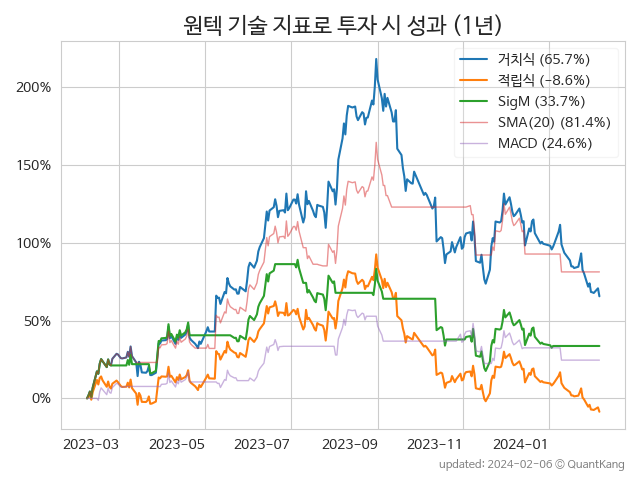 원텍 기술 지표로 투자 시 성과 (1년)
거치식 (65.7%)
적립식 (-8.6%)
SigM (33.7%)
SMA(20) (81.4%)
MACD (24.6%)
200%
150%
100%
50%
0%
2023-03 2023-05 2023-07 2023-09 2023-11 2024-01
updated: 2024-02-06 © QuantKang